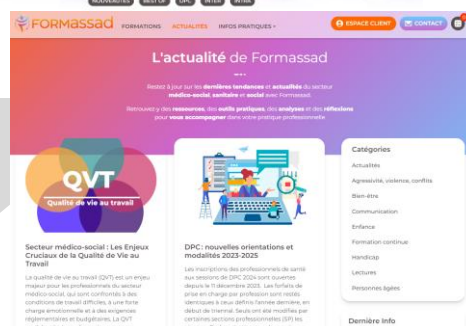 NOUVEAUTÉS BEST OF DPC INTER INTRA
FORMASSAD FORMATIONS ACTUALITÉS INFOS PRATIQUES ESPACE CLIENT CONTACT
L'actualité de Formassad
Restez à jour sur les dernières tendances et actualités du secteur
médico-social, sanitaire et social avec Formassad.
Retrouvez-y des ressources, des outils pratiques, des analyses et des réflexions
pour vous accompagner dans votre pratique professionnelle
QVT
Qualité de vie au travail
Secteur médico-social : Les Enjeux
Cruciaux de la Qualité de Vie au
Travail
La qualité de vie au travail (QVT) est un enjeu
majeur pour les professionnels du secteur
médico-social, qui sont confrontés à des
conditions de travail difficiles, à une forte
charge émotionnelle et à des exigences
réglementaires et budgétaires. La QVT
DPC : nouvelles orientations et
modalités 2023-2025
Les inscriptions des professionnels de santé
aux sessions de DPC 2024 sont ouvertes
depuis le 11 décembre 2023. Les forfaits de
prise en charge par profession sont restés
identiques à ceux définis l'année dernière, en
début de triennal. Seuls ont été modifiés par
certaines sections professionnelles (SP) les
Catégories
Actualités
Agressivité, violence, conflits
Bien-être
Communication
Enfance
Formation continue
Handicap
Lectures
Personnes âgées
Dernière Info